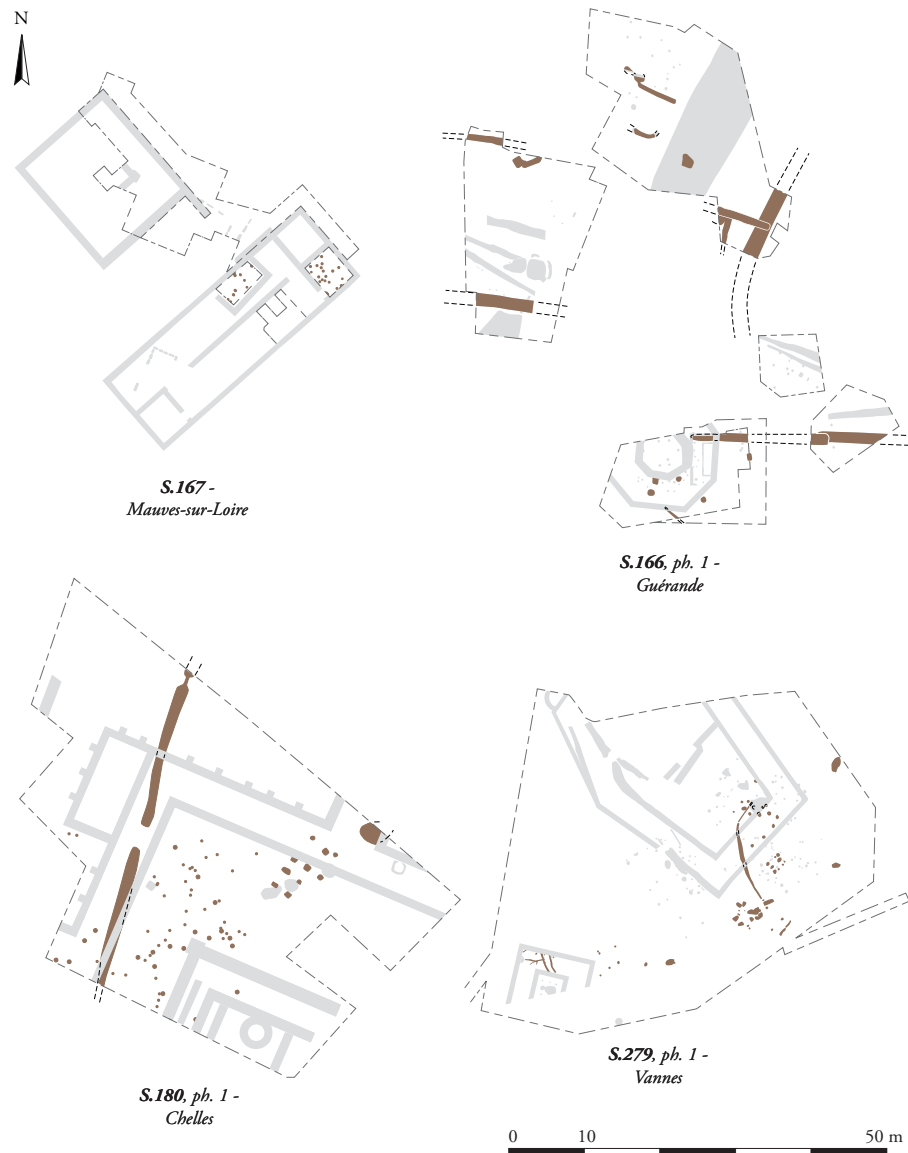 N
S.167 -
Mauves-sur-Loire
S.166, ph. 1 -
Guérande
S.180, ph. 1 -
Chelles
S.279, ph. 1 -
Vannes
0 10 50 m